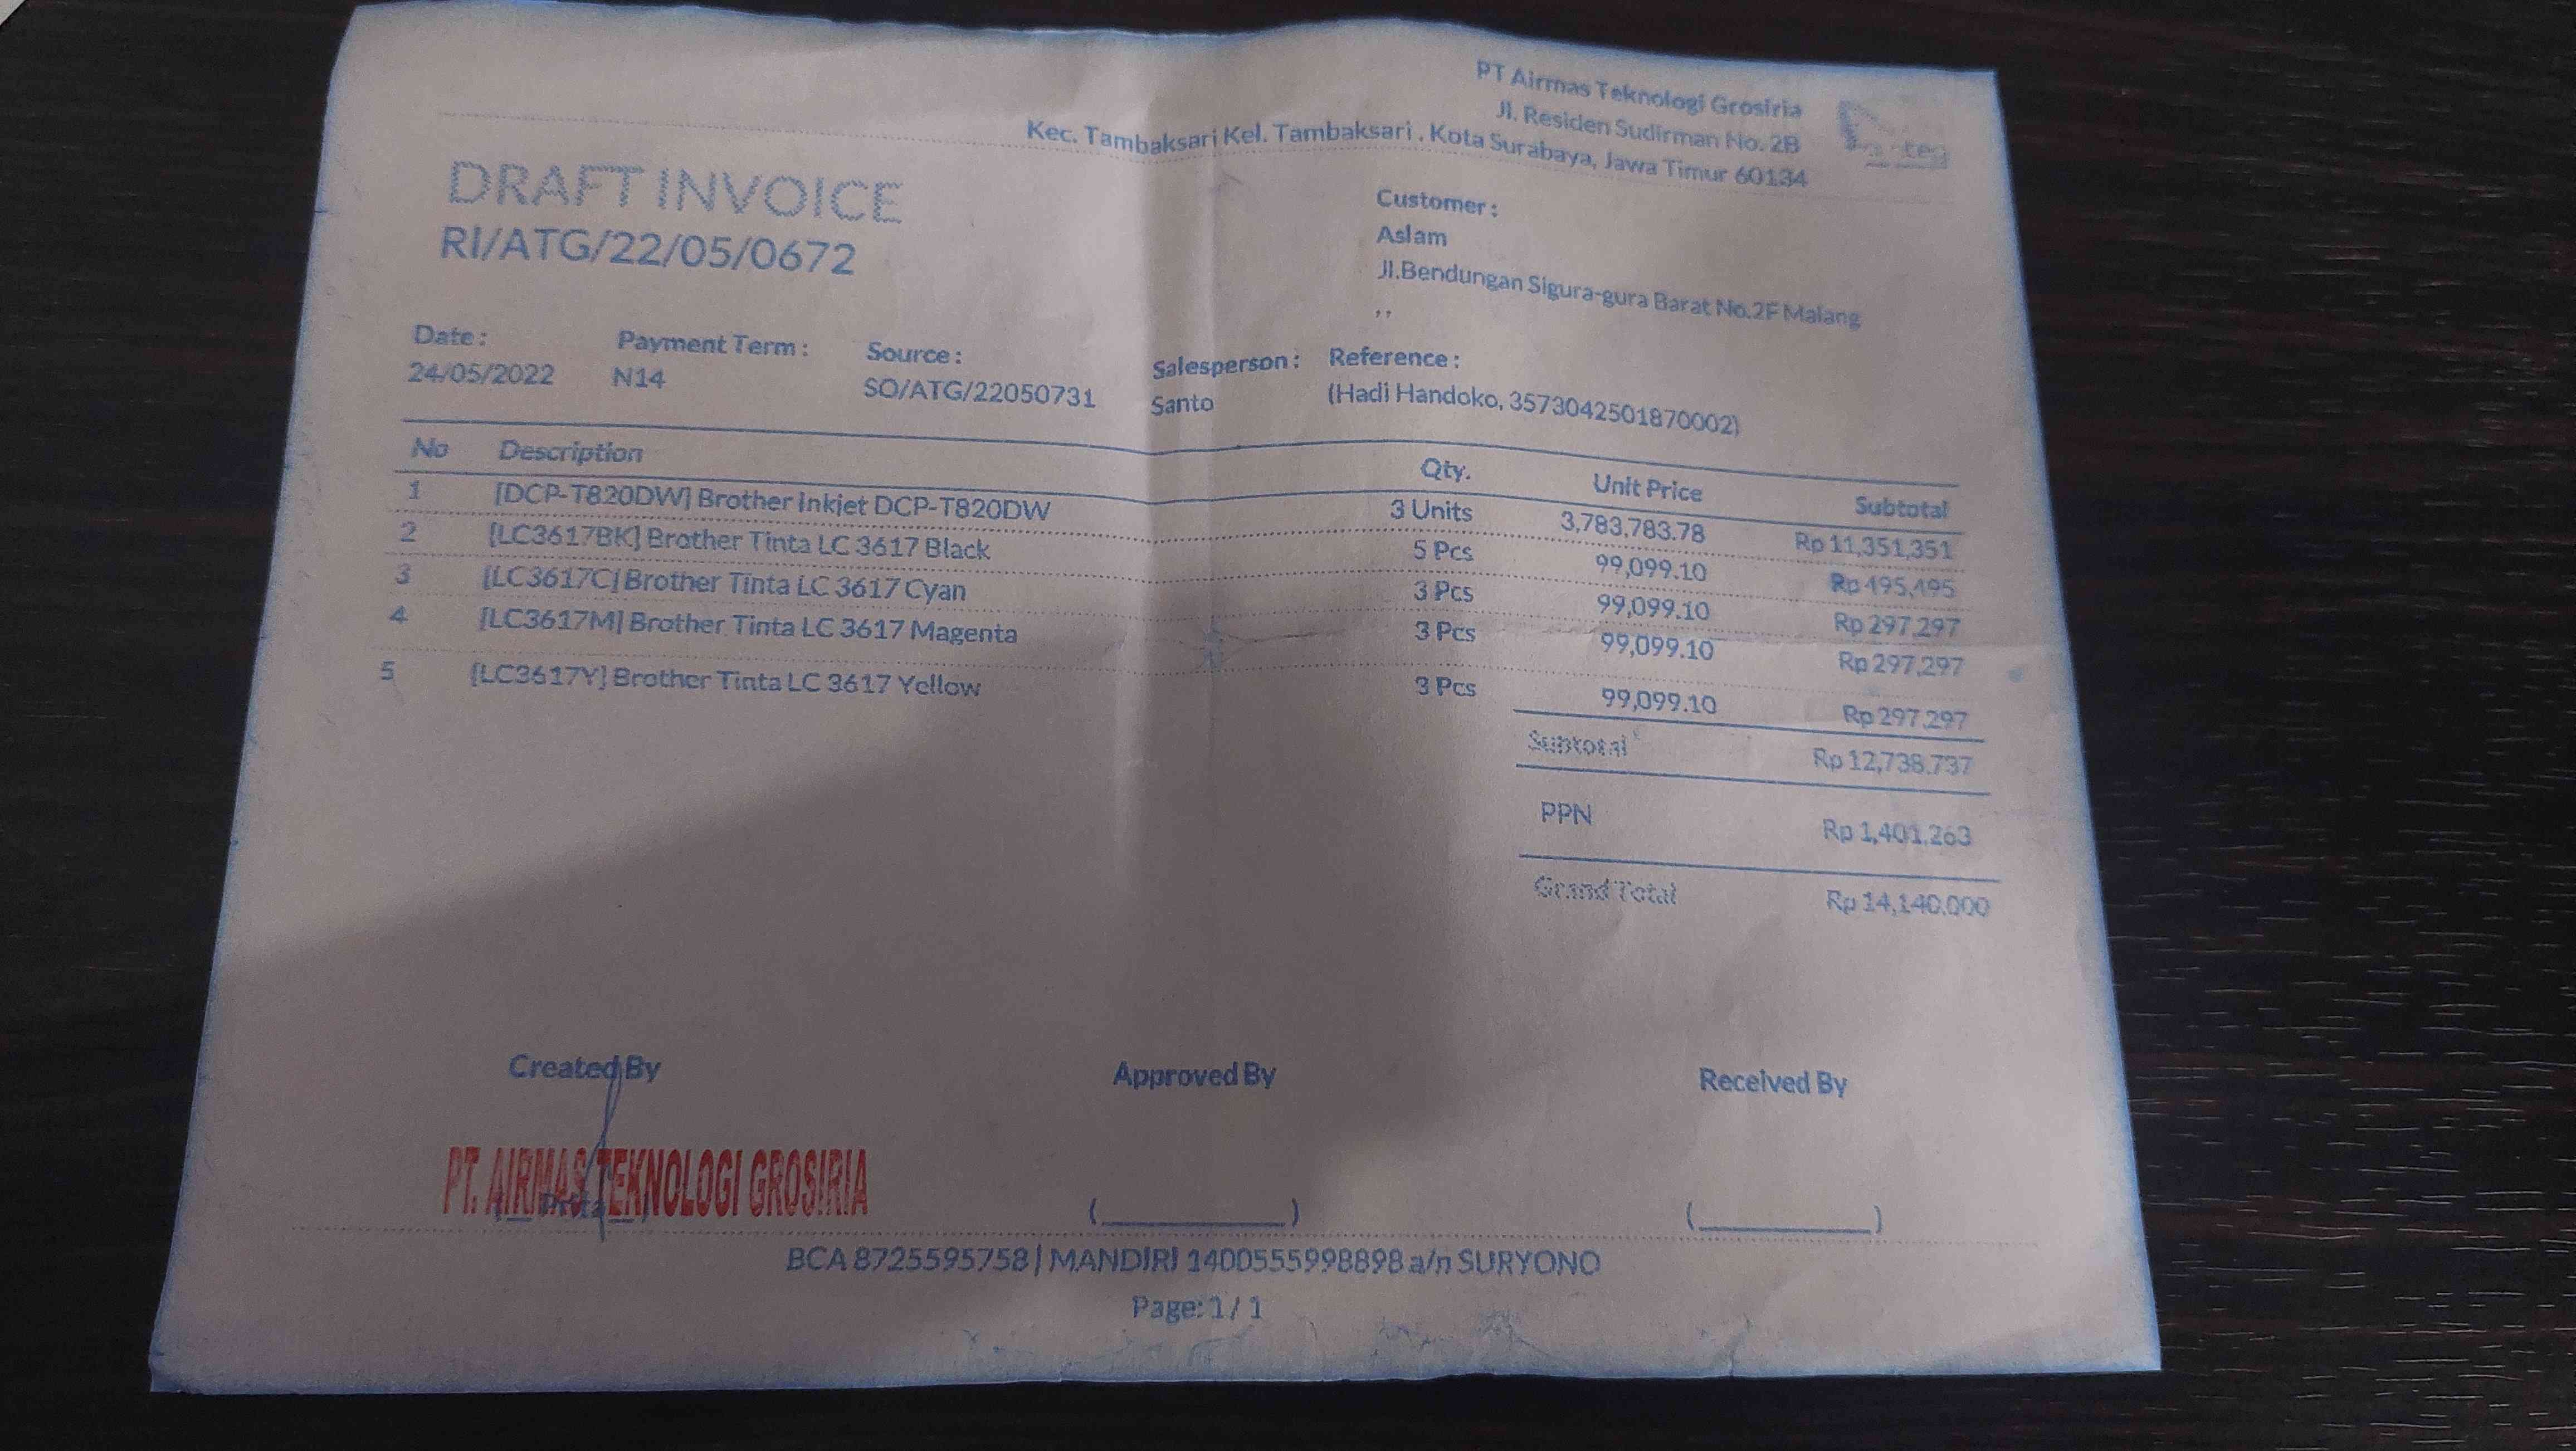 PT Airmas Teknologi Grosiria
Jl. Residen Sudirman No. 2B
Kec. Tambaksari Kel. Tambaksari . Kota Surabaya, Jawa Timur 60134
DRAFT INVOICE
RI/ATG/22/05/0672
Customer :
Aslam
Jl.Bendungan Sigura-gura Barat No.2F Malang
, ,
Date : Payment Term : Source : Salesperson : Reference :
24/05/2022 N14 SO/ATG/22050731 Santo (Hadi Handoko, 3573042501870002)
No Description Qty. Unit Price Subtotal
1 [DCP-T820DW] Brother Inkjet DCP-T820DW 3 Units 3,783,783.78 Rp 11,351,351
2 [LC3617BK] Brother Tinta LC 3617 Black 5 Pcs 99,099.10 Rp 495,495
3 [LC3617C] Brother Tinta LC 3617 Cyan 3 Pcs 99,099.10 Rp 297,297
4 [LC3617M] Brother Tinta LC 3617 Magenta 3 Pcs 99,099.10 Rp 297,297
5 [LC3617Y] Brother Tinta LC 3617 Yellow 3 Pcs 99,099.10 Rp 297,297
Subtotal Rp 12,738,737
PPN Rp 1,401,263
Grand Total Rp 14,140,000
Created By Approved By Received By
PT. AIRMAS TEKNOLOGI GROSIRIA
BCA 8725595758 | MANDIRI 1400555998898 a/n SURYONO
Page: 1 / 1